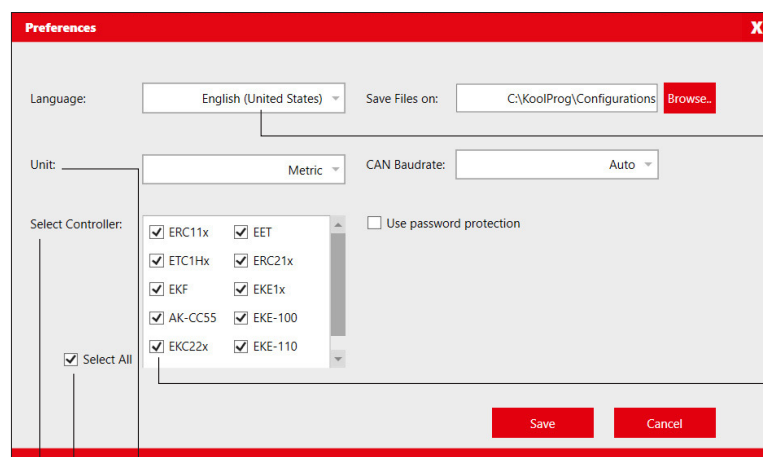 Preferences X
Language: English (United States) Save Files on: C:\KoolProg\Configurations Browse..
Unit: Metric CAN Baudrate: Auto
Select Controller: ERC11x EET Use password protection
ETC1Hx ERC21x
EKF EKE1x
AK-CC55 EKE-100
EKC22x EKE-110
Select All
Save Cancel